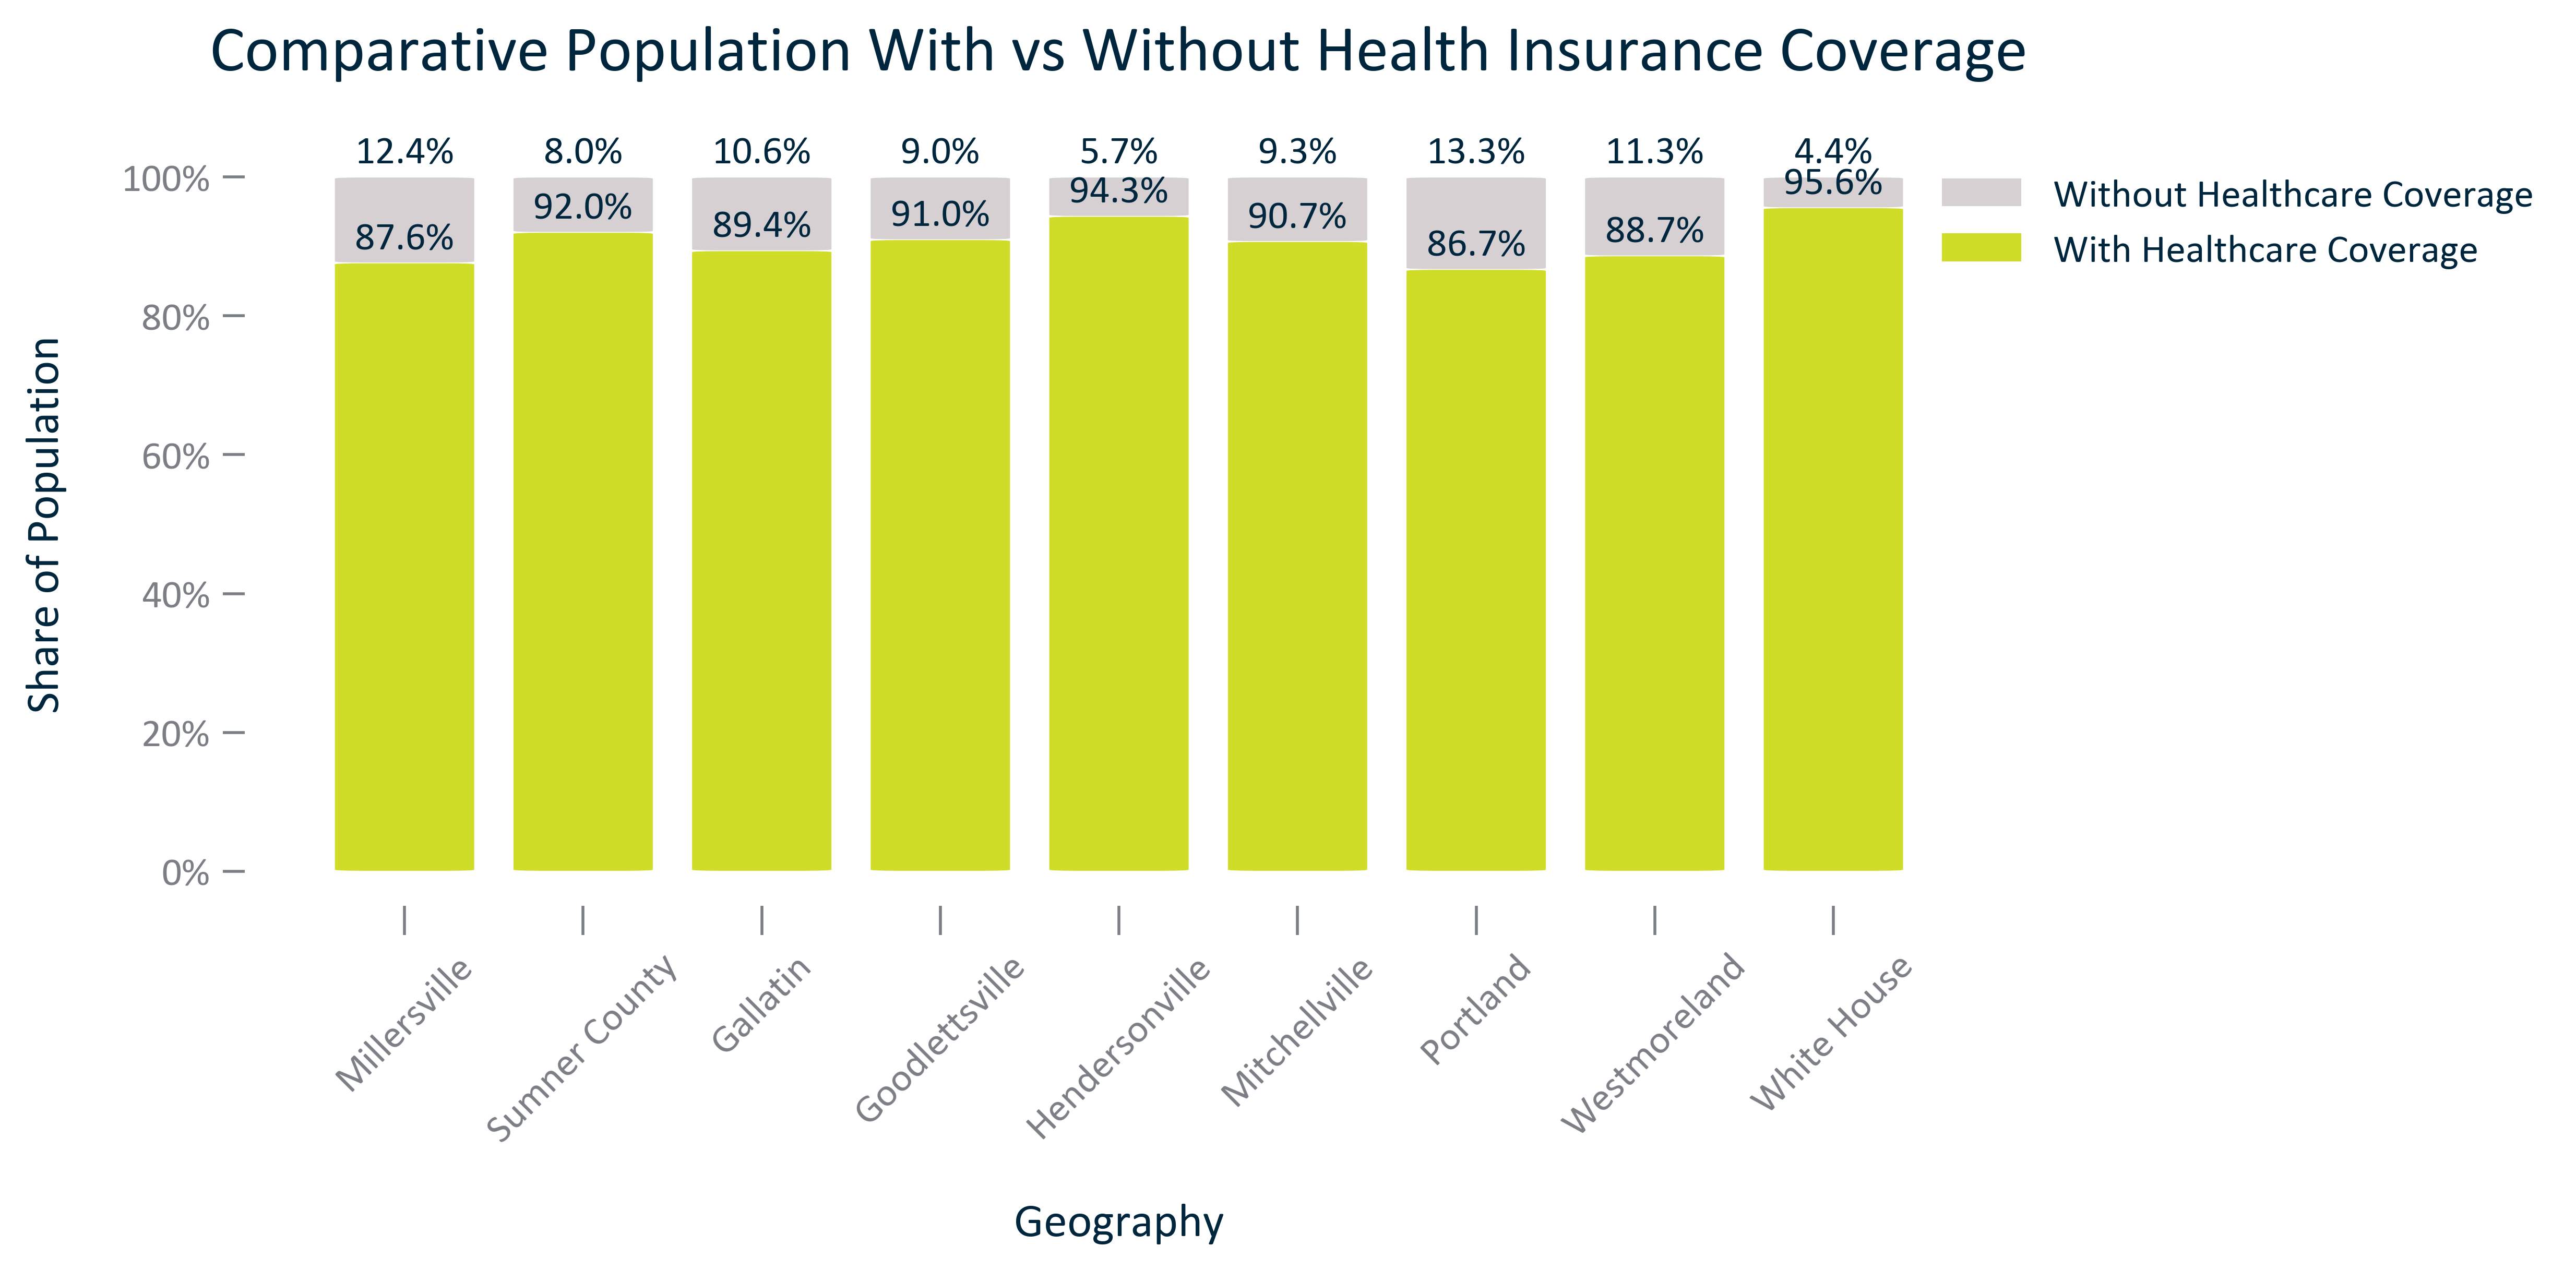 Comparative Population With vs Without Health Insurance Coverage
12.4% 8.0% 10.6% 9.0% 5.7% 9.3% 13.3% 11.3% 4.4%
87.6% 92.0% 89.4% 91.0% 94.3% 90.7% 86.7% 88.7% 95.6%
Without Healthcare Coverage
With Healthcare Coverage
100%
80%
60%
40%
20%
0%
Share of Population
Millersville
Sumner County
Gallatin
Goodlettsville
Hendersonville
Mitchellville
Portland
Westmoreland
White House
Geography